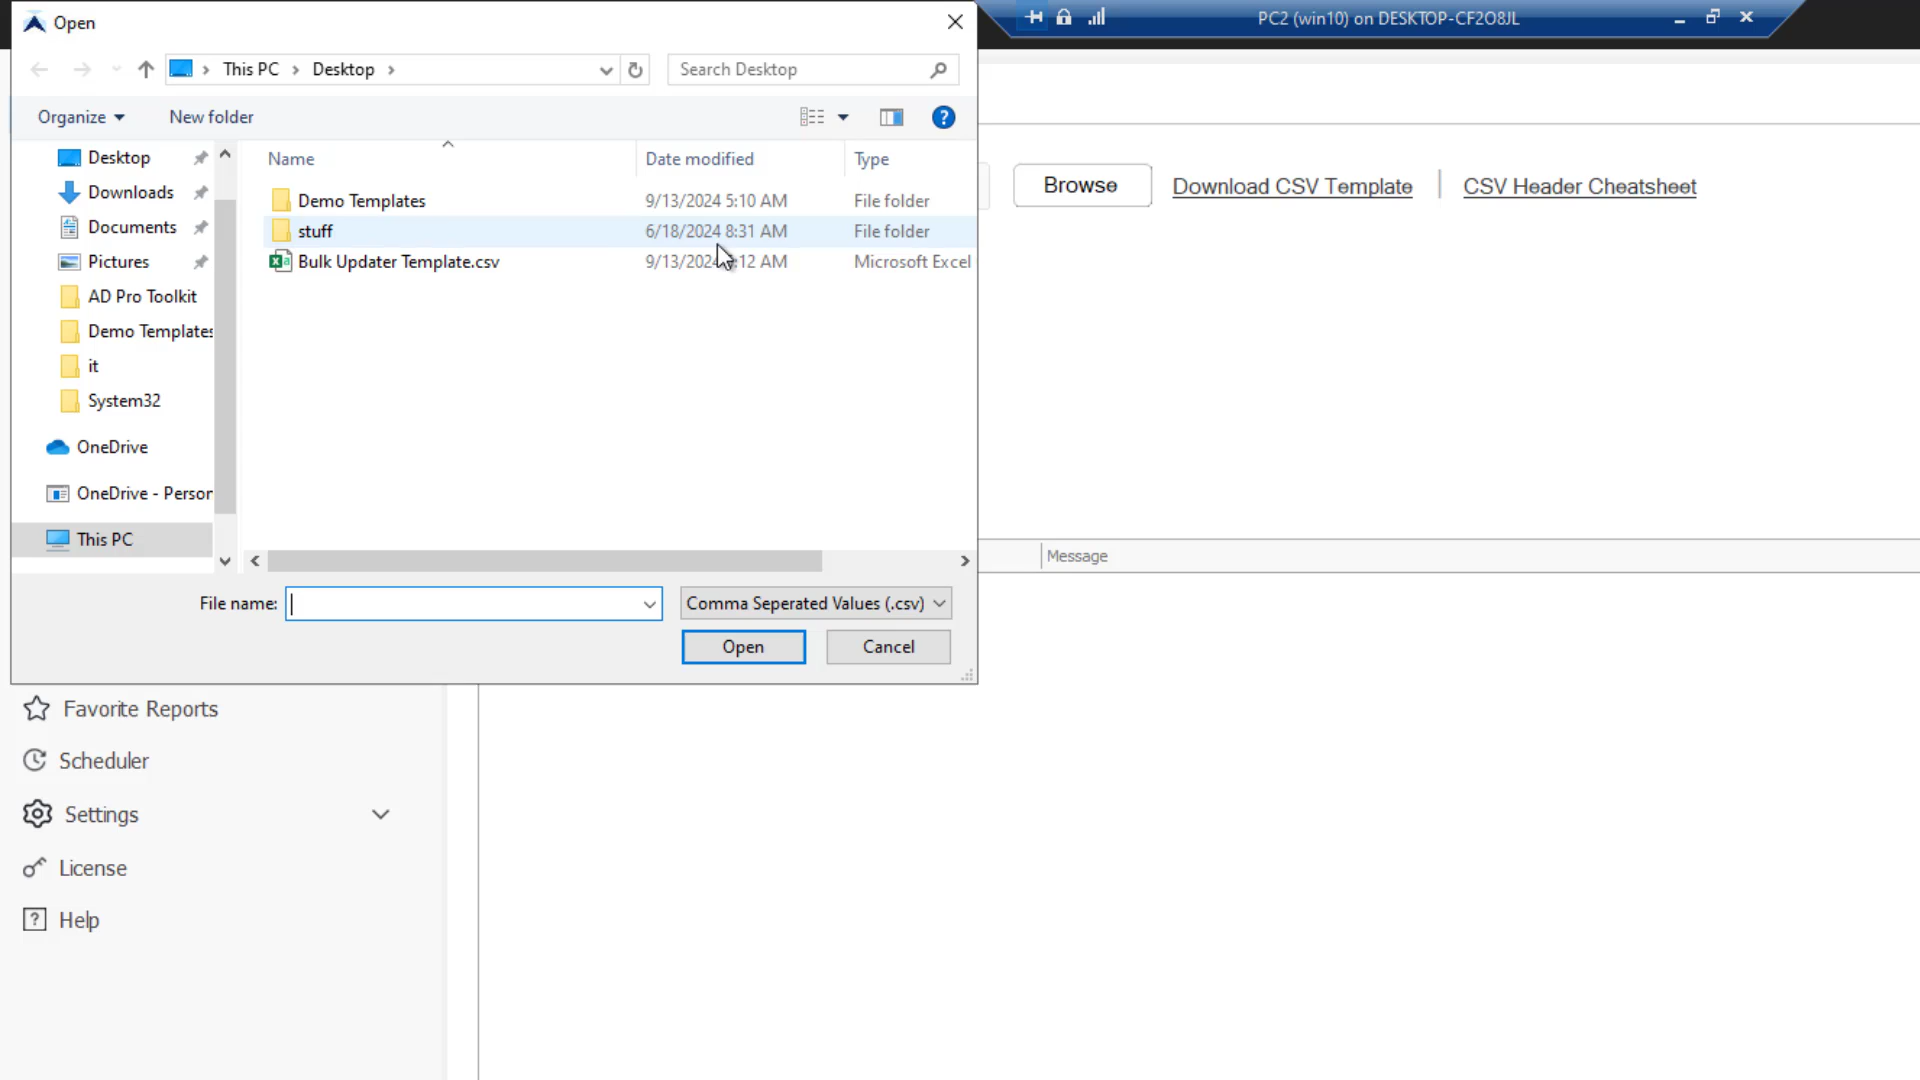 Open
PC2 (win10) on DESKTOP-CF2O8JL
This PC > Desktop >
Search Desktop
Organize
New folder
Name
Date modified
Type
Desktop
Downloads
Documents
Pictures
AD Pro Toolkit
Demo Templates
it
System32
OneDrive
OneDrive - Person
This PC
Demo Templates 9/13/2024 5:10 AM File folder
stuff 6/18/2024 8:31 AM File folder
Bulk Updater Template.csv 9/13/2024 :12 AM Microsoft Excel
Browse
Download CSV Template
CSV Header Cheatsheet
Message
File name:
Comma Seperated Values (.csv)
Open
Cancel
Favorite Reports
Scheduler
Settings
License
Help